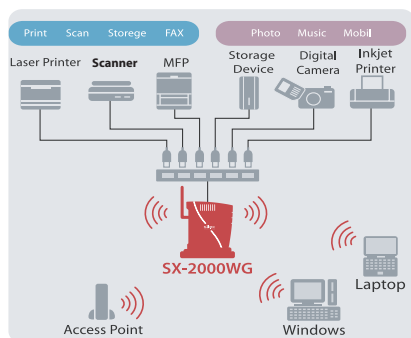 Print Scan Storege FAX
Photo Music Mobil
Laser Printer Scanner MFP
Storage Device
Digital Camera
Inkjet Printer
SX-2000WG
Laptop
Access Point
Windows